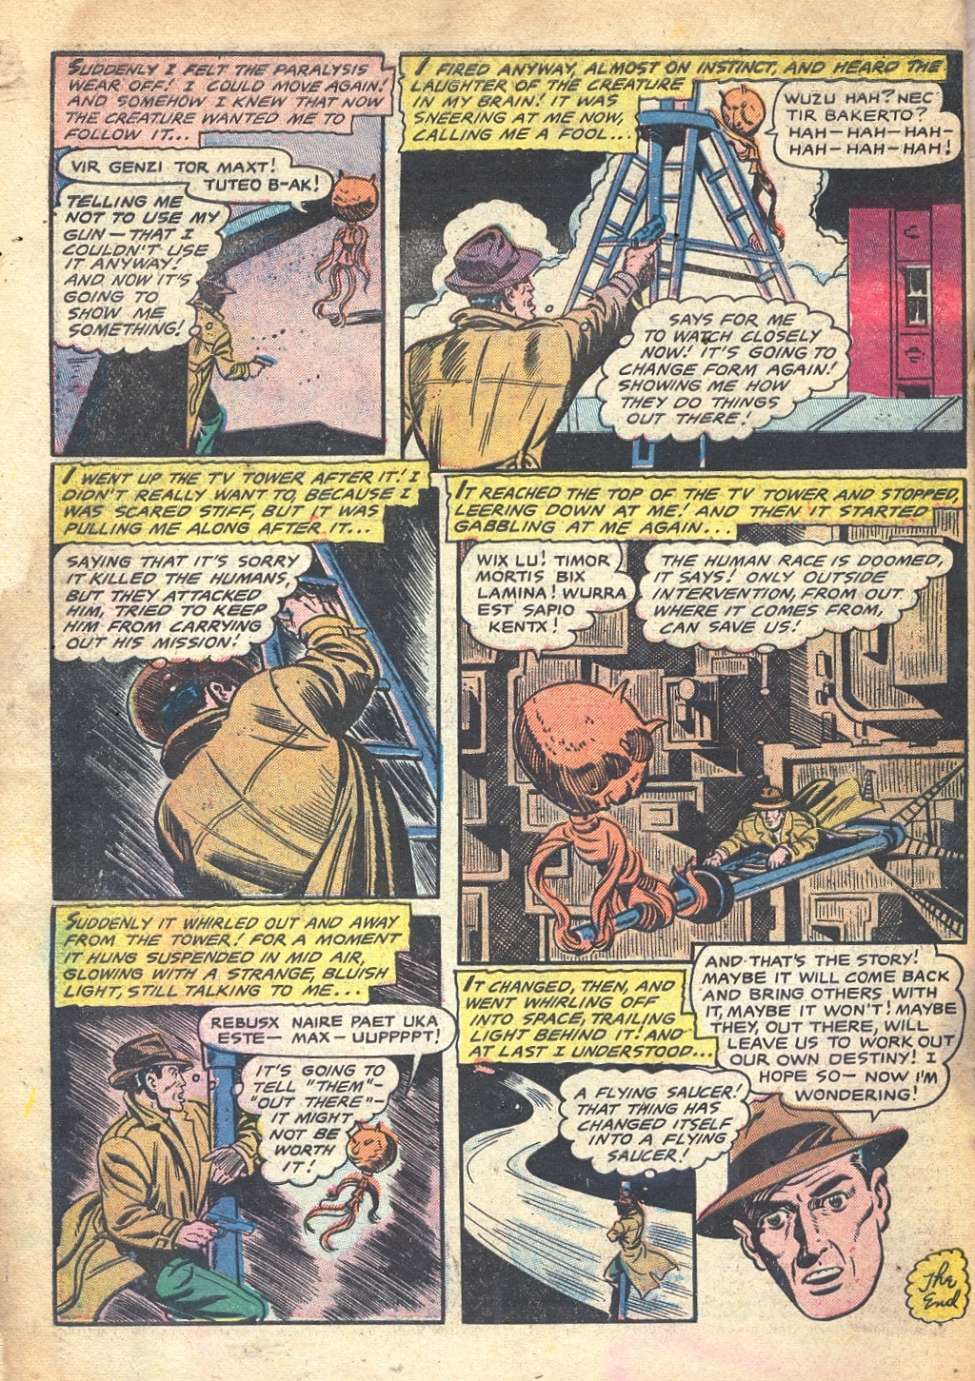 SUDDENLY I FELT THE PARALYSIS
WEAR OFF! I COULD MOVE AGAIN!
AND SOMEHOW I KNEW THAT NOW
THE CREATURE WANTED ME TO
FOLLOW IT...
VIR GENZI TOR MAXT!
TUTEO B-AK!
TELLING ME
NOT TO USE MY
GUN—THAT I
COULDN'T USE
IT ANYWAY!
AND NOW IT'S
GOING TO
SHOW ME
SOMETHING!
I FIRED ANYWAY, ALMOST ON INSTINCT, AND HEARD THE
LAUGHTER OF THE CREATURE
IN MY BRAIN! IT WAS
SNEERING AT ME NOW,
CALLING ME A FOOL...
WUZU HAH? NEC
TIR BAKERTO?
HAH—HAH—HAH—
HAH—HAH—HAH!
SAYS FOR ME
TO WATCH CLOSELY
NOW! IT'S GOING TO
CHANGE FORM AGAIN!
SHOWING ME HOW
THEY DO THINGS
OUT THERE!
I WENT UP THE TV TOWER AFTER IT! I
DIDN'T REALLY WANT TO, BECAUSE I
WAS SCARED STIFF, BUT IT WAS
PULLING ME ALONG AFTER IT...
SAYING THAT IT'S SORRY
IT KILLED THE HUMANS,
BUT THEY ATTACKED
HIM, TRIED TO KEEP
HIM FROM CARRYING
OUT HIS MISSION!
IT REACHED THE TOP OF THE TV TOWER AND STOPPED,
LEERING DOWN AT ME! AND THEN IT STARTED
GABBLING AT ME AGAIN...
WIX LU! TIMOR
MORTIS BIX
LAMINA! WURRA
EST SAPIO
KENTX!
THE HUMAN RACE IS DOOMED,
IT SAYS! ONLY OUTSIDE
INTERVENTION, FROM OUT
WHERE IT COMES FROM,
CAN SAVE US!
SUDDENLY IT WHIRLED OUT AND AWAY
FROM THE TOWER! FOR A MOMENT
IT HUNG SUSPENDED IN MID AIR,
GLOWING WITH A STRANGE, BLUISH
LIGHT, STILL TALKING TO ME...
REBUSX NAIRE PAET UKA
ESTE— MAX—UUPPPPT!
IT'S GOING TO
TELL "THEM"—
"OUT THERE"—
IT MIGHT
NOT BE
WORTH
IT!
IT CHANGED, THEN, AND
WENT WHIRLING OFF
INTO SPACE, TRAILING
LIGHT BEHIND IT! AND
AT LAST I UNDERSTOOD...
A FLYING SAUCER!
THAT THING HAS
CHANGED ITSELF
INTO A FLYING
SAUCER!
AND THAT'S THE STORY!
MAYBE IT WILL COME BACK
AND BRING OTHERS WITH
IT, MAYBE IT WON'T! MAYBE
THEY, OUT THERE, WILL
LEAVE US TO WORK OUT
OUR OWN DESTINY! I
HOPE SO— NOW I'M
WONDERING!
The
End